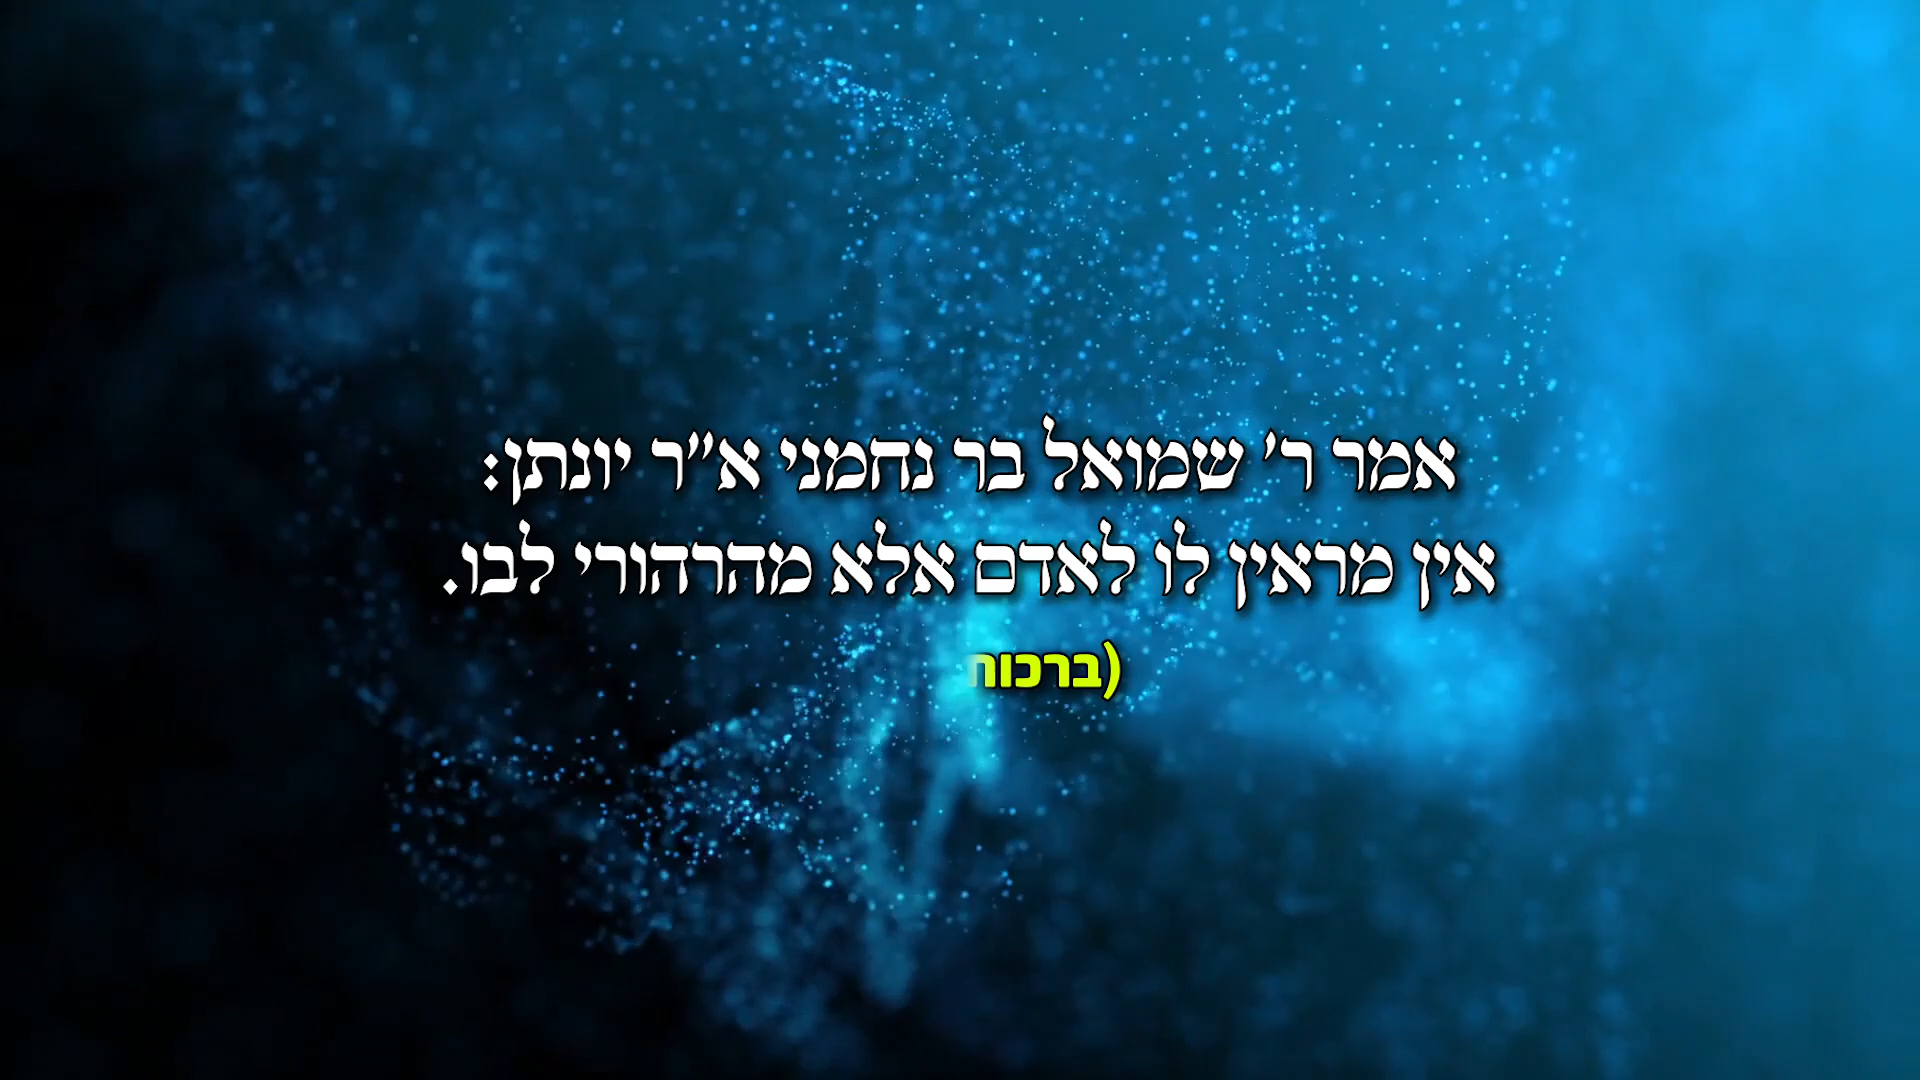 אמר ר' שמואל בר נחמני א"ר יונתן:
אין מראין לו לאדם אלא מהרהורי לבו.
(ברכות